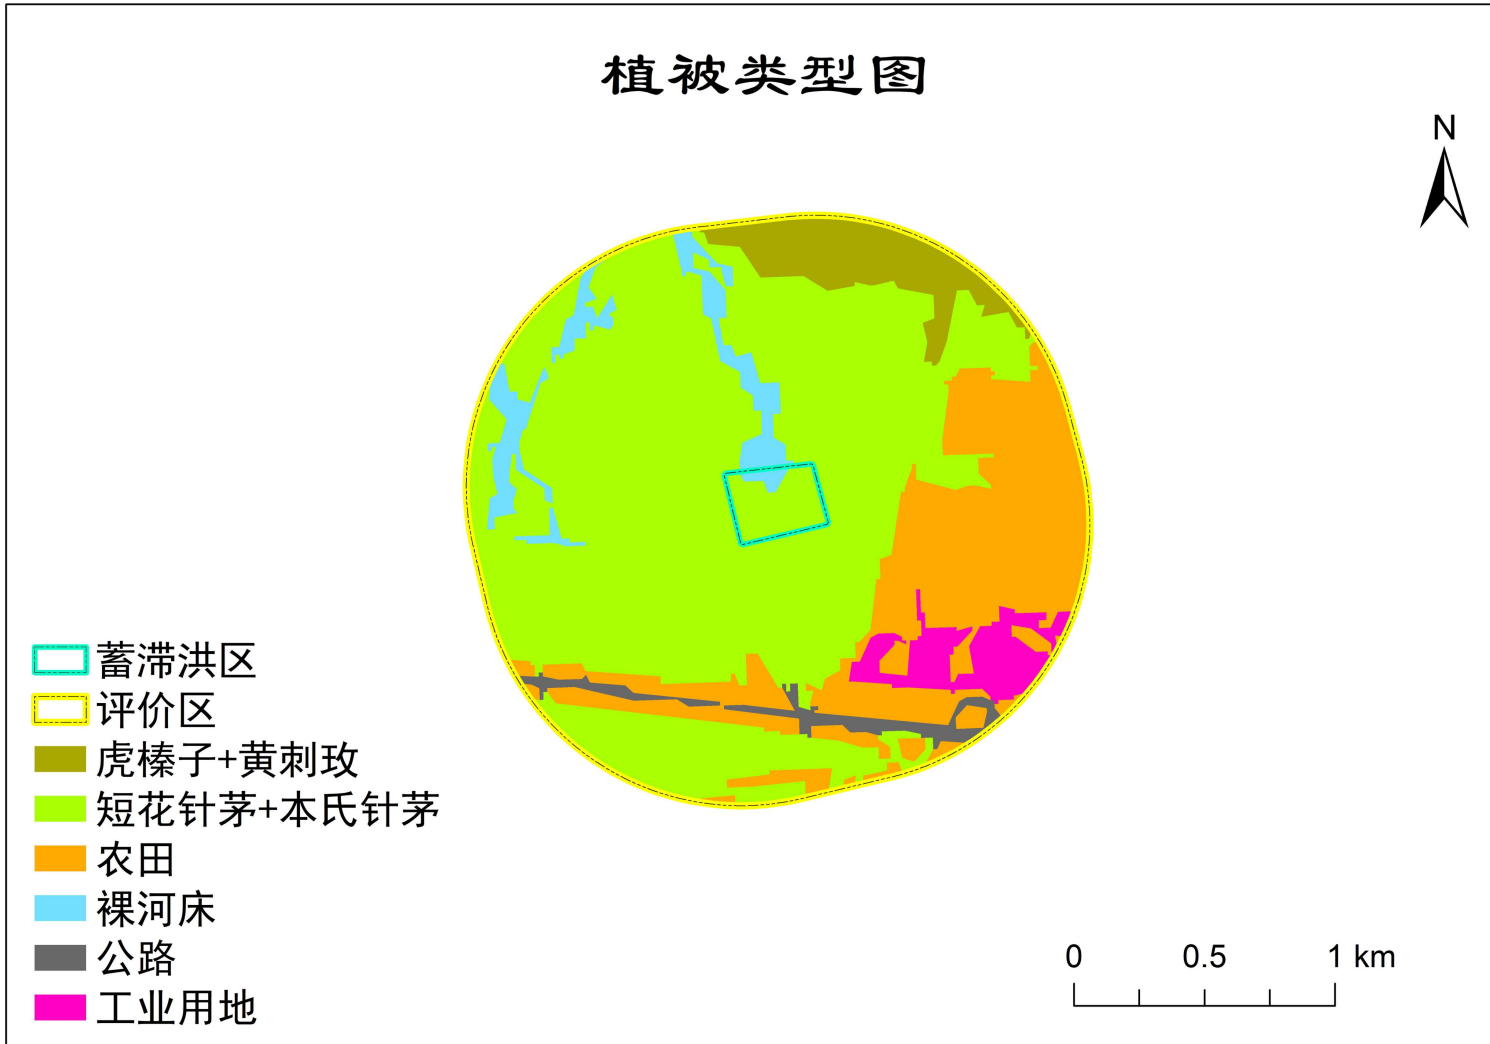 植被类型图
N
蓄滞洪区
评价区
虎榛子+黄刺玫
短花针茅+本氏针茅
农田
裸河床
公路
工业用地
0 0.5 1 km